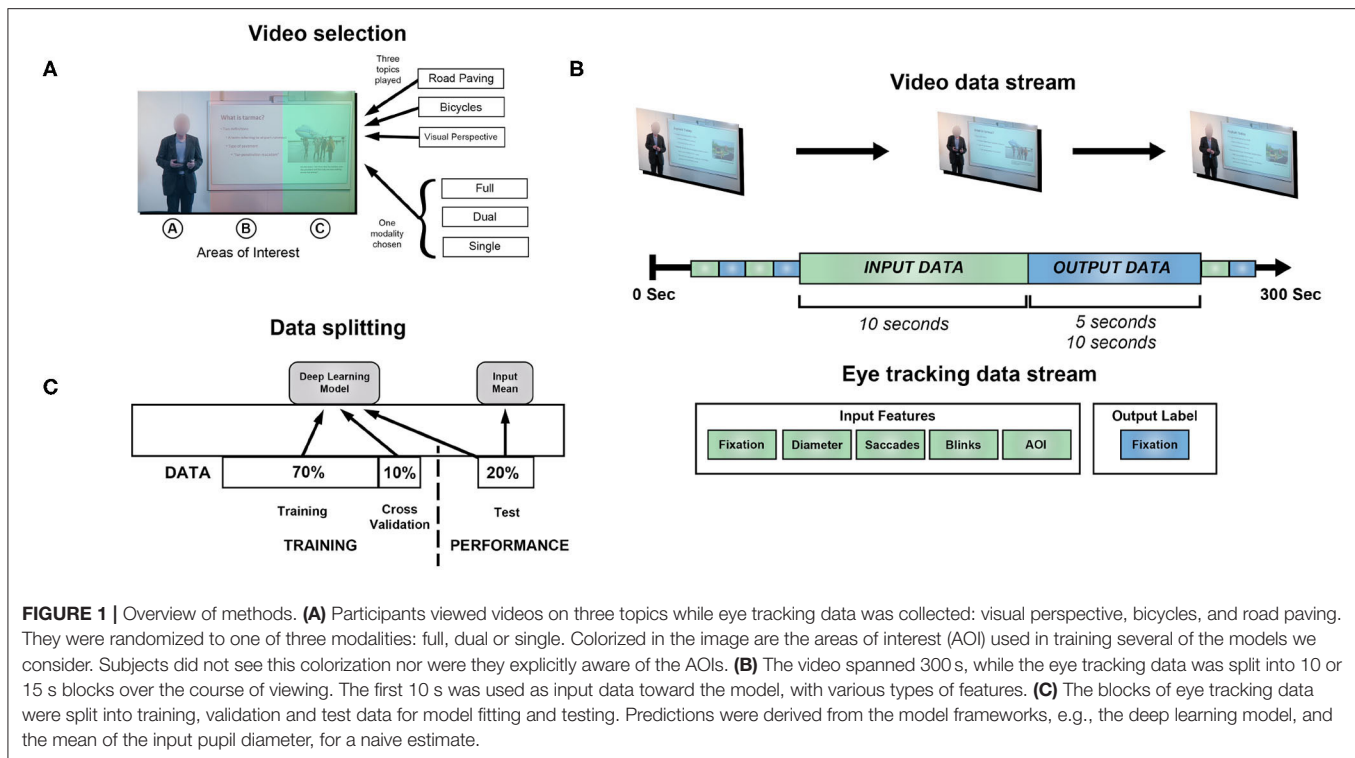 Video selection
A
Three
topics
played
Road Paving
Bicycles
Visual Perspective
What is tarmac?
One
modality
chosen
Full
Dual
Single
A B C
Areas of Interest
B
Video data stream
INPUT DATA OUTPUT DATA
0 Sec 300 Sec
10 seconds 5 seconds
10 seconds
Eye tracking data stream
Input Features
Fixation Diameter Saccades Blinks AOI
Output Label
Fixation
Data splitting
C
Deep Learning
Model
Input
Mean
DATA 70% 10% 20%
Training Cross
Validation Test
TRAINING PERFORMANCE
FIGURE 1 | Overview of methods. (A) Participants viewed videos on three topics while eye tracking data was collected: visual perspective, bicycles, and road paving.
They were randomized to one of three modalities: full, dual or single. Colorized in the image are the areas of interest (AOI) used in training several of the models we
consider. Subjects did not see this colorization nor were they explicitly aware of the AOIs. (B) The video spanned 300 s, while the eye tracking data was split into 10 or
15 s blocks over the course of viewing. The first 10 s was used as input data toward the model, with various types of features. (C) The blocks of eye tracking data
were split into training, validation and test data for model fitting and testing. Predictions were derived from the model frameworks, e.g., the deep learning model, and
the mean of the input pupil diameter, for a naive estimate.